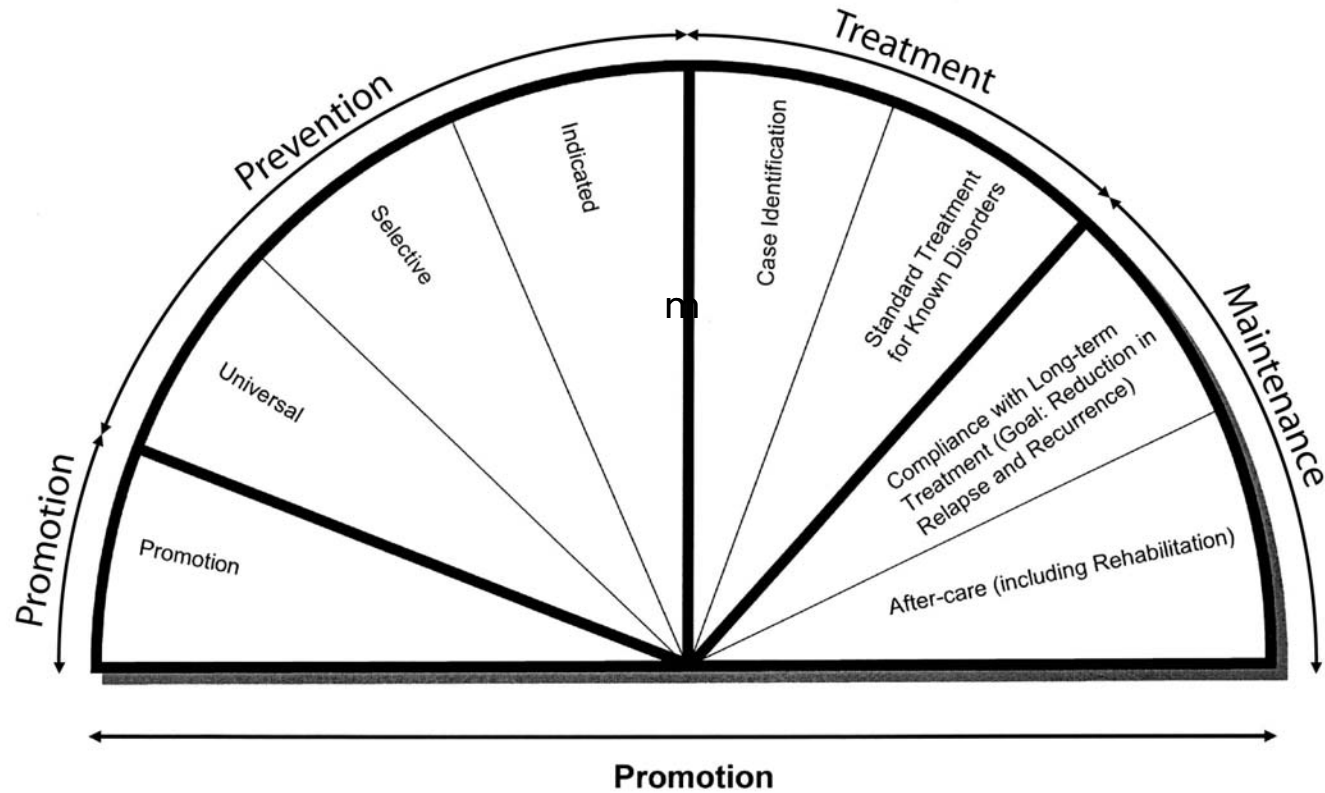 Treatment
Prevention
Maintenance
Promotion
Promotion
Universal
Selective
Indicated
m
Case Identification
Standard Treatment
for Known Disorders
Compliance with Long-term
Treatment (Goal: Reduction in
Relapse and Recurrence)
After-care (including Rehabilitation)
Promotion